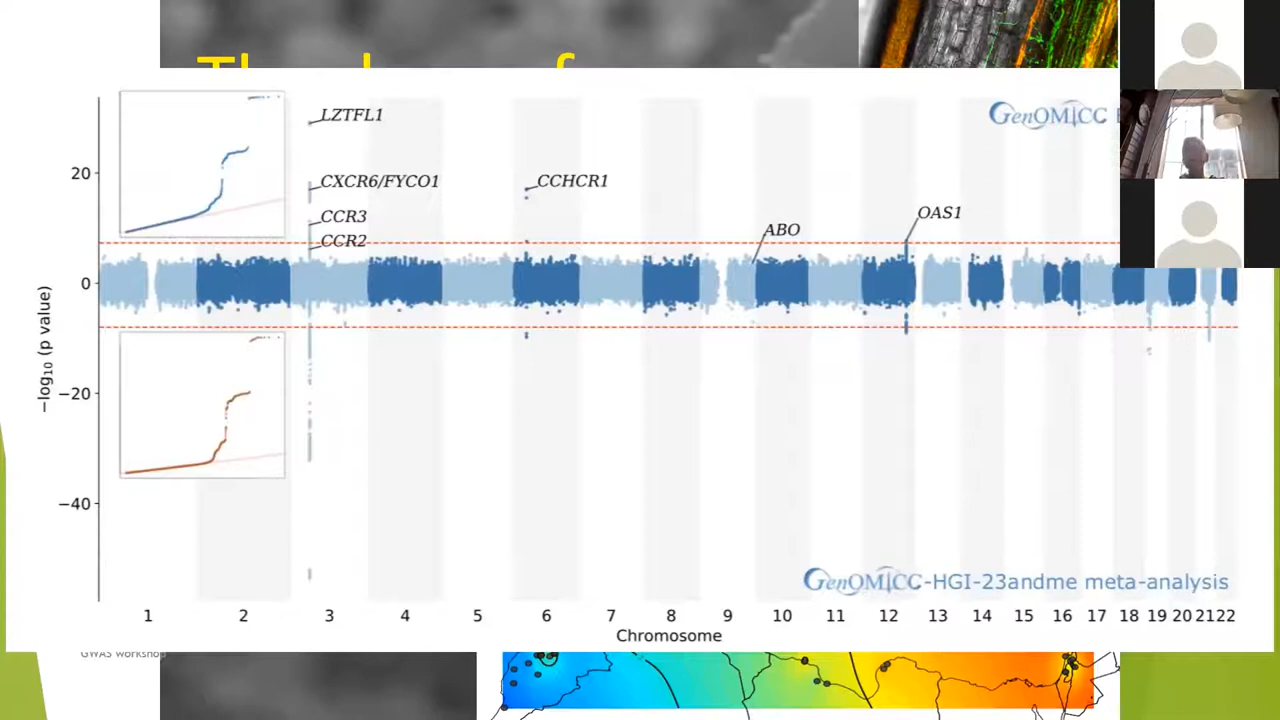 LZTFL1
GenOMICC
20
CXCR6/FYCO1
CCHCR1
CCR3
OAS1
CCR2
ABO
0
−log10 (p value)
−20
−40
GenOMICC-HGI-23andme meta-analysis
1 2 3 4 5 6 7 8 9 10 11 12 13 14 15 16 17 18 19 20 21 22
Chromosome
GWAS workshop